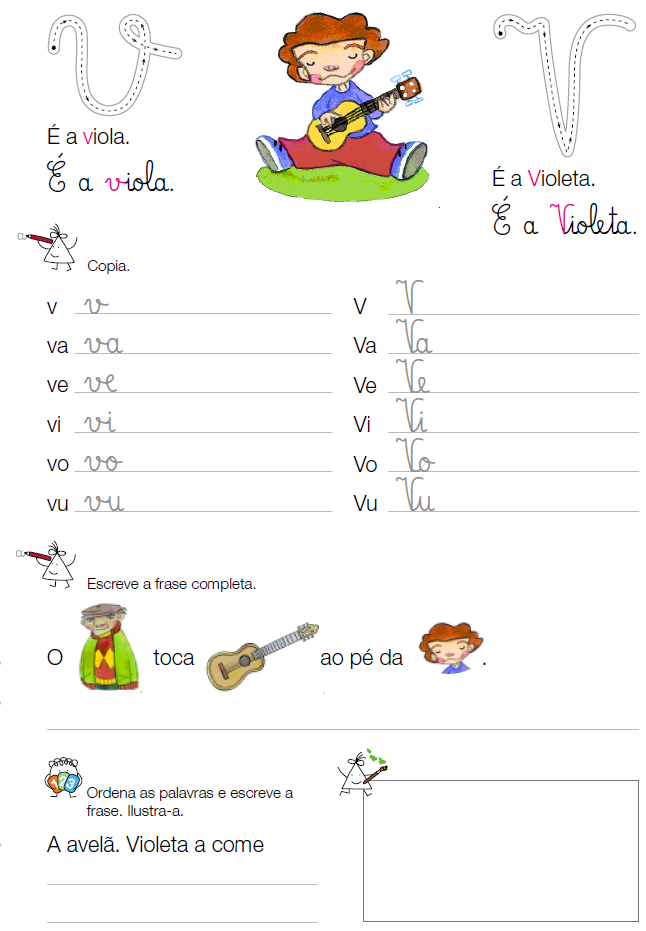 É a viola.
É a viola.
É a Violeta.
É a Violeta.
Copia.
v v
va va
ve ve
vi vi
vo vo
vu vu
V V
Va Va
Ve Ve
Vi Vi
Vo Vo
Vu Vu
Escreve a frase completa.
O toca ao pé da .
Ordena as palavras e escreve a
frase. Ilustra-a.
A avelã. Violeta a come